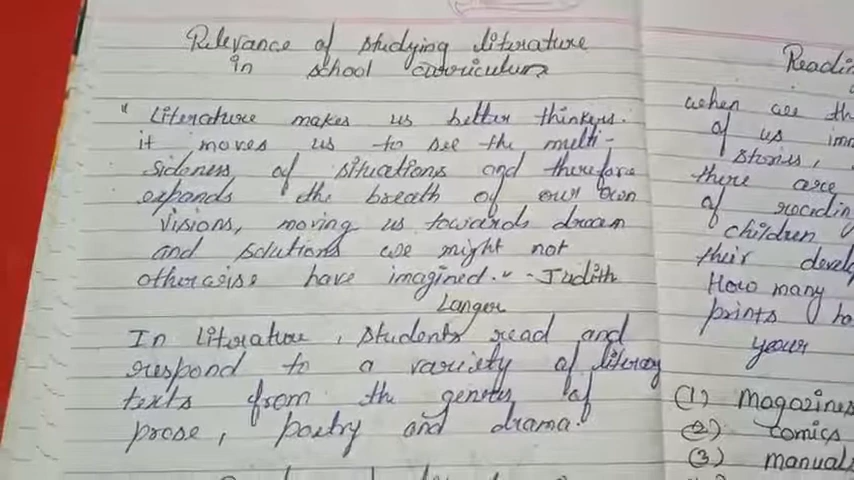 Relevance of studying literature
in school curriculum
"Literature makes us better thinkers.
it moves us to see the multi-
sideness of situations and therefore
expands the breath of our own
visions, moving us towards dream
and solutions we might not
otherwise have imagined." - Judith
Langer
In literature, students read and
respond to a variety of literary
texts from the genres of
prose, poetry and drama.
Readin
when we th
of us im
stories,
there are
of readin
children
their develo
How many
prints ho
your
(1) magazines
(2) comics
(3) manuals